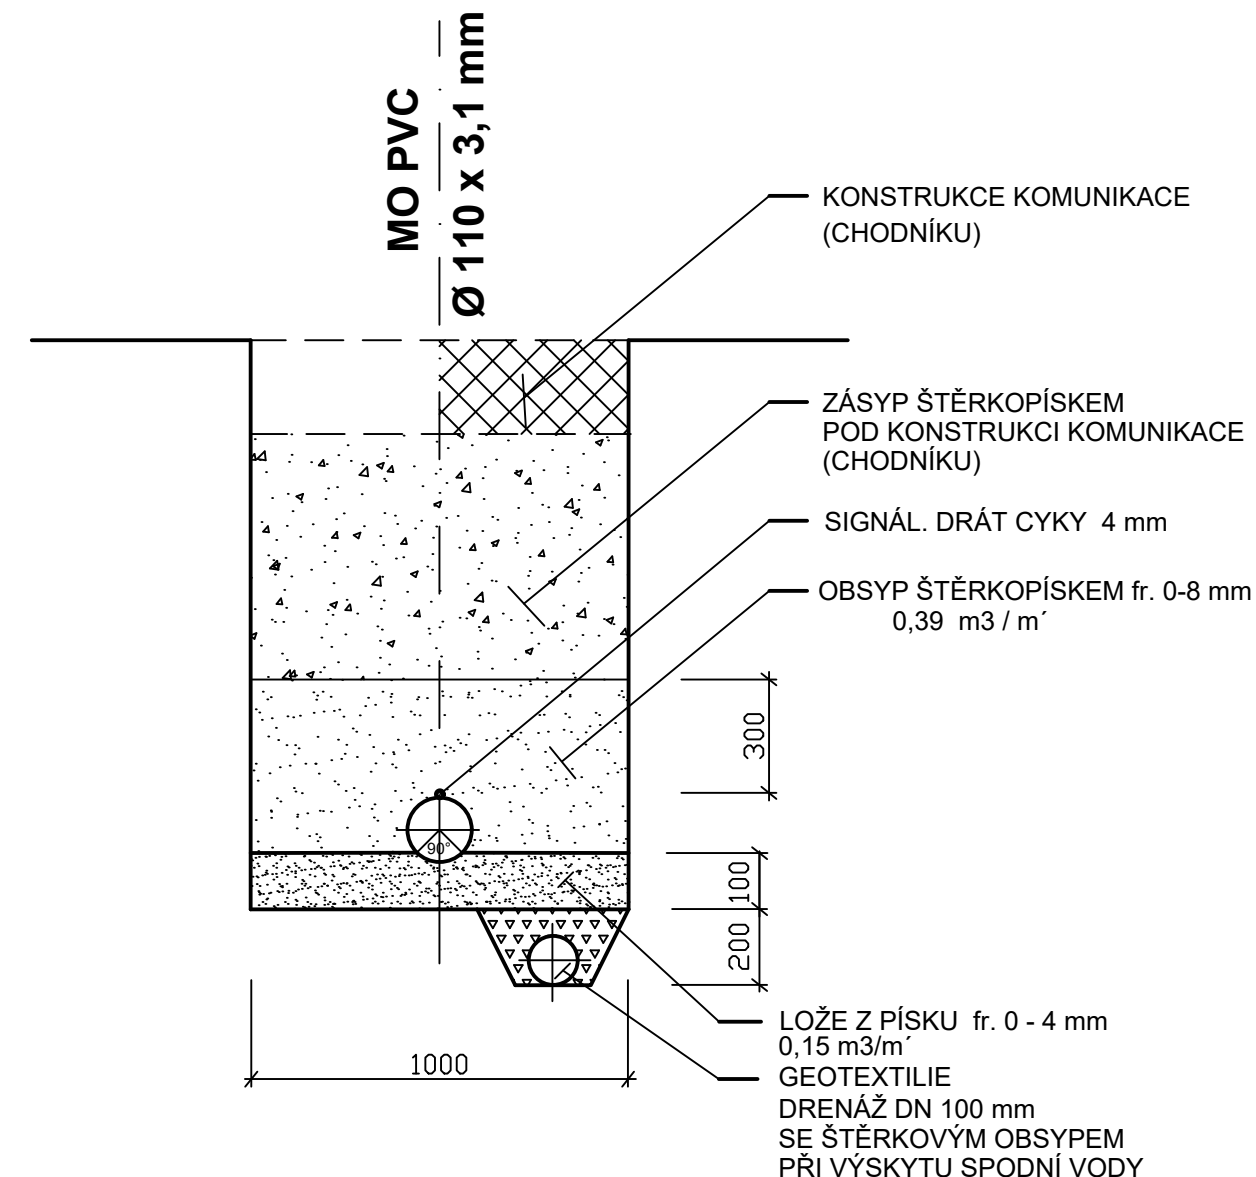 MO PVC
Ø 110 x 3,1 mm
KONSTRUKCE KOMUNIKACE
(CHODNÍKU)
ZÁSYP ŠTĚRKOPÍSKEM
POD KONSTRUKCI KOMUNIKACE
(CHODNÍKU)
SIGNÁL. DRÁT CYKY 4 mm
OBSYP ŠTĚRKOPÍSKEM fr. 0-8 mm
0,39 m3 / m´
300
90°
100
200
LOŽE Z PÍSKU fr. 0 - 4 mm
0,15 m3/m´
1000
GEOTEXTILIE
DRENÁŽ DN 100 mm
SE ŠTĚRKOVÝM OBSYPEM
PŘI VÝSKYTU SPODNÍ VODY